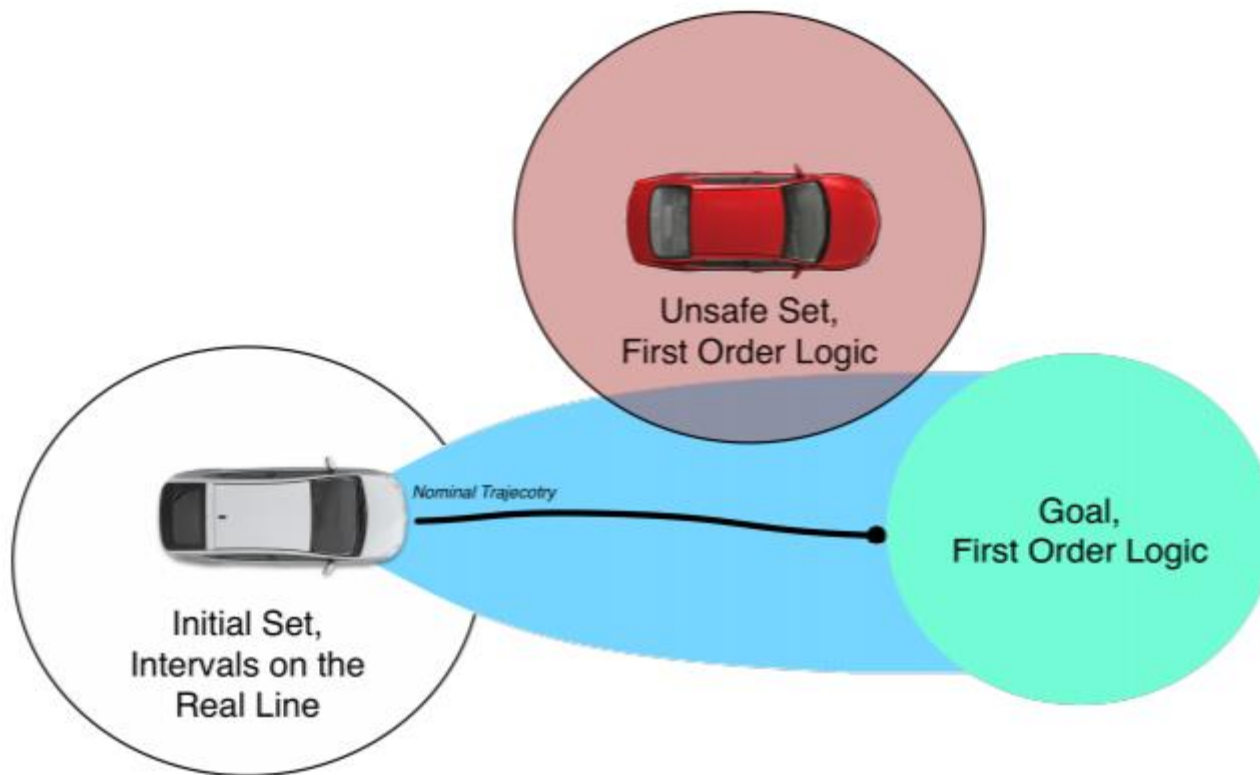 Unsafe Set,
First Order Logic
Nominal Trajecotry
Goal,
First Order Logic
Initial Set,
Intervals on the
Real Line